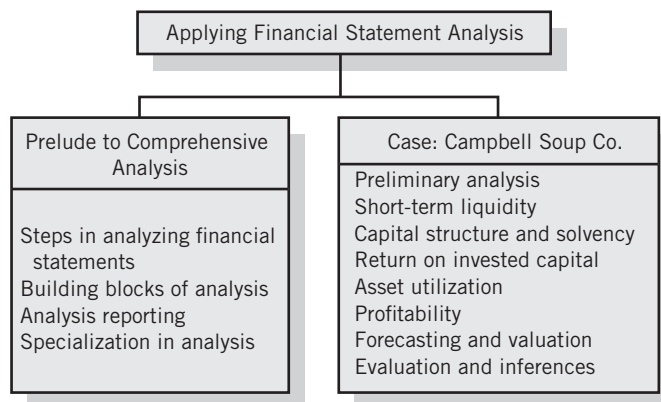 Applying Financial Statement Analysis
Prelude to Comprehensive
Analysis
Steps in analyzing financial
statements
Building blocks of analysis
Analysis reporting
Specialization in analysis
Case: Campbell Soup Co.
Preliminary analysis
Short-term liquidity
Capital structure and solvency
Return on invested capital
Asset utilization
Profitability
Forecasting and valuation
Evaluation and inferences